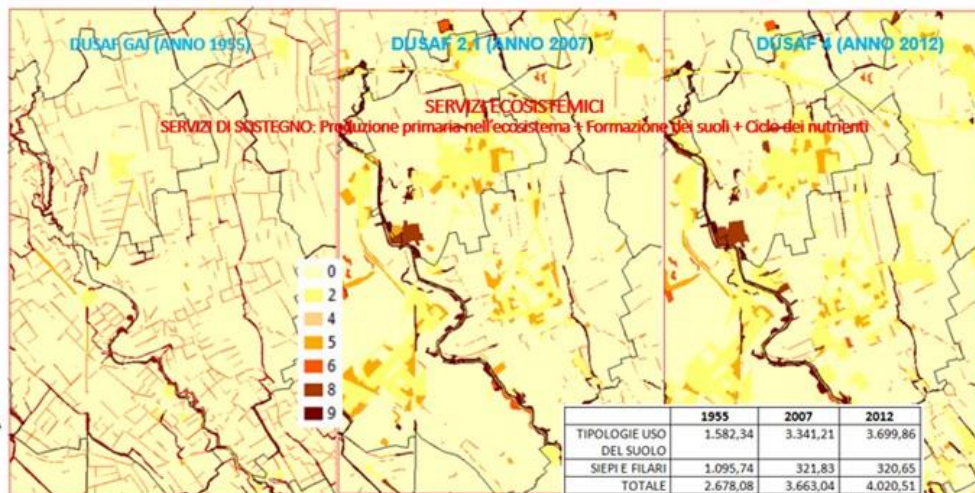 DUSAF GAI (ANNO 1955)
DUSAF 2.1 (ANNO 2007)
DUSAF 4 (ANNO 2012)
SERVIZI ECOSISTEMICI
SERVIZI DI SOSTEGNO: Produzione primaria nell'ecosistema + Formazione dei suoli + Ciclo dei nutrienti
0
2
4
5
6
8
9
1955 2007 2012
TIPOLOGIE USO DEL SUOLO 1.582,34 3.341,21 3.699,86
SIEPI E FILARI 1.095,74 321,83 320,65
TOTALE 2.678,08 3.663,04 4.020,51